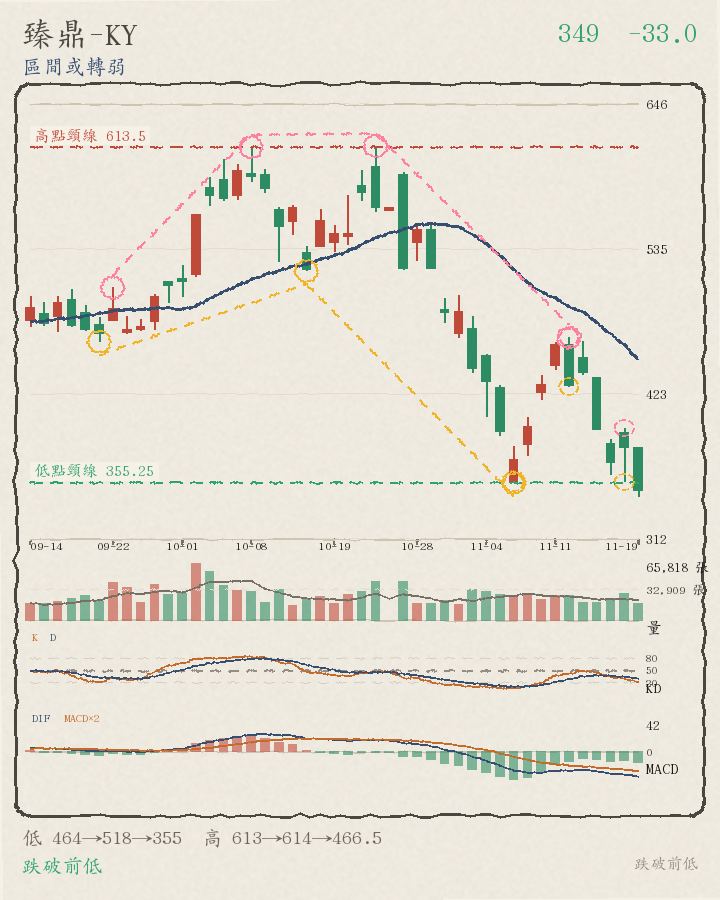 臻鼎-KY
349 -33.0
區間或轉弱
646
高點頸線 613.5
535
423
低點頸線 355.25
312
09-14 09-22 10-01 10-08 10-19 10-28 11-04 11-11 11-19
65,818 張
32,909 張
量
K D
80
50
20
KD
DIF MACD×2
42
0
MACD
低 464→518→355 高 613→614→466.5
跌破前低
跌破前低